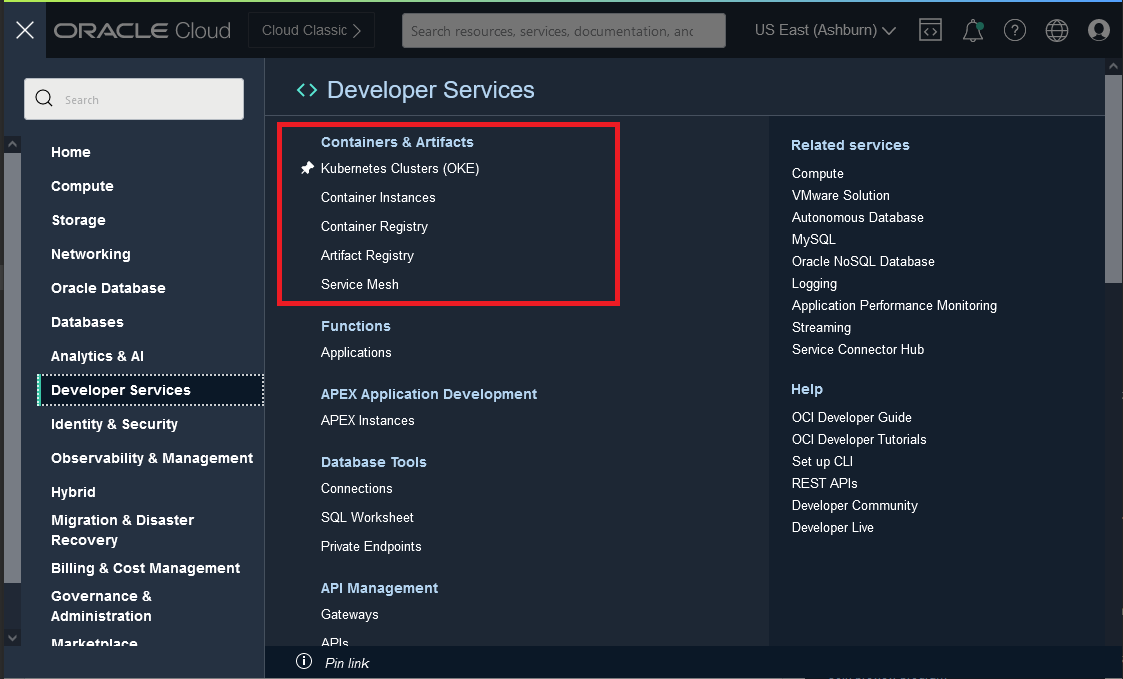 ORACLE Cloud
Cloud Classic
Search resources, services, documentation, and
US East (Ashburn)
Search
Home
Compute
Storage
Networking
Oracle Database
Databases
Analytics & AI
Developer Services
Identity & Security
Observability & Management
Hybrid
Migration & Disaster
Recovery
Billing & Cost Management
Governance &
Administration
Marketplace
Developer Services
Containers & Artifacts
Kubernetes Clusters (OKE)
Container Instances
Container Registry
Artifact Registry
Service Mesh
Functions
Applications
APEX Application Development
APEX Instances
Database Tools
Connections
SQL Worksheet
Private Endpoints
API Management
Gateways
APIs
Pin link
Related services
Compute
VMware Solution
Autonomous Database
MySQL
Oracle NoSQL Database
Logging
Application Performance Monitoring
Streaming
Service Connector Hub
Help
OCI Developer Guide
OCI Developer Tutorials
Set up CLI
REST APIs
Developer Community
Developer Live